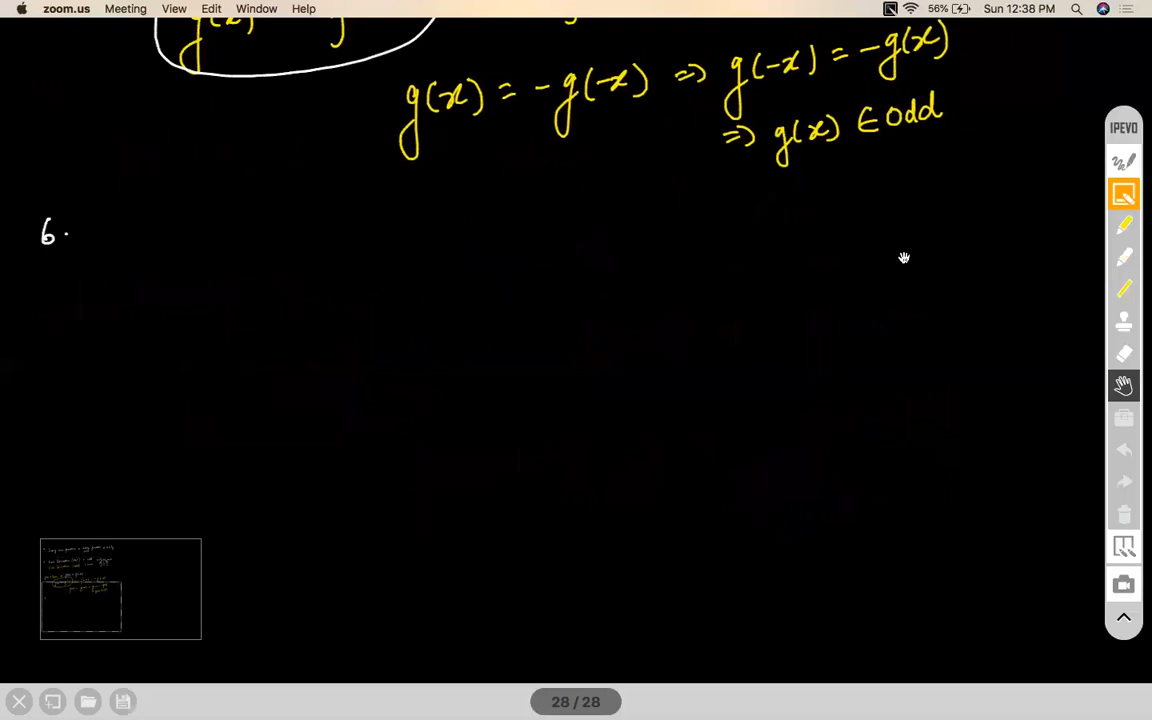 zoom.us Meeting View Edit Window Help 56% Sun 12:38 PM
g(x)
g(x) = -g(-x) => g(-x) = -g(x)
=> g(x) ∈ odd
IPEVO
6.
28 / 28